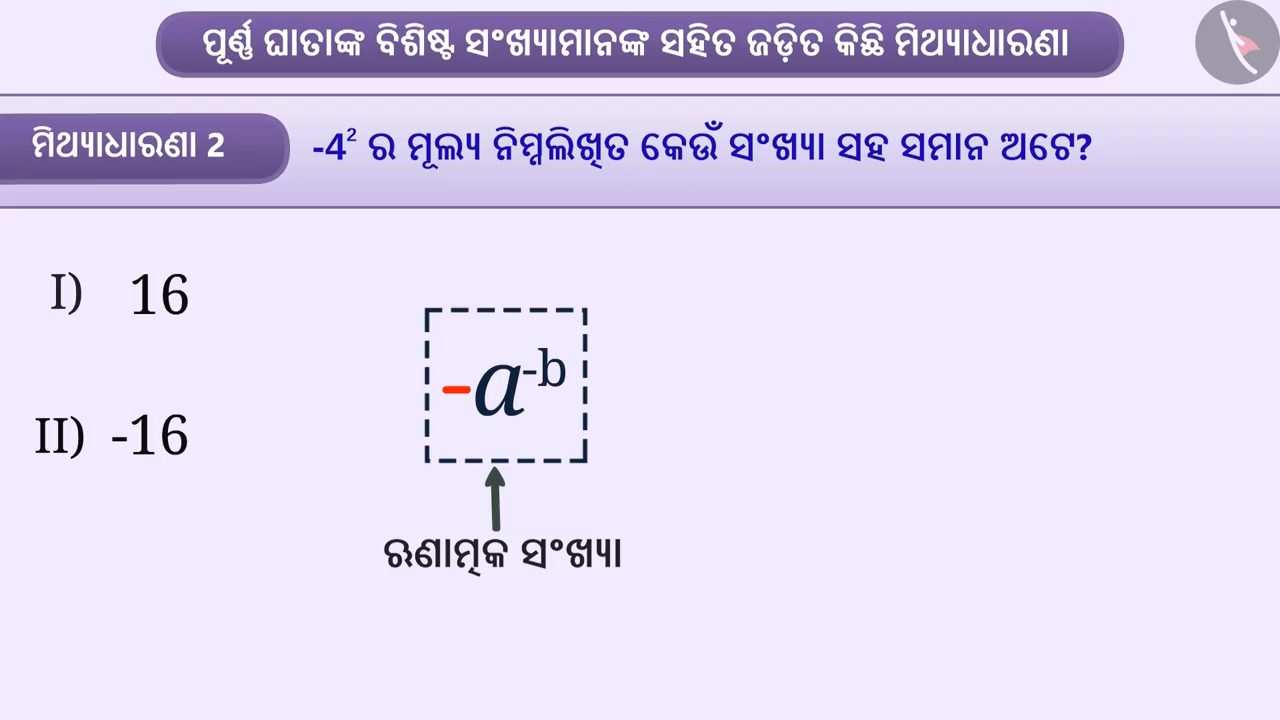 ପୂର୍ଣ୍ଣ ଘାତାଙ୍କ ବିଶିଷ୍ଟ ସଂଖ୍ୟାମାନଙ୍କ ସହିତ ଜଡ଼ିତ କିଛି ମିଥ୍ୟାଧାରଣା
ମିଥ୍ୟାଧାରଣା 2
-4² ର ମୂଲ୍ୟ ନିମ୍ନଲିଖିତ କେଉଁ ସଂଖ୍ୟା ସହ ସମାନ ଅଟେ?
I) 16
-a⁻ᵇ
II) -16
ଋଣାତ୍ମକ ସଂଖ୍ୟା